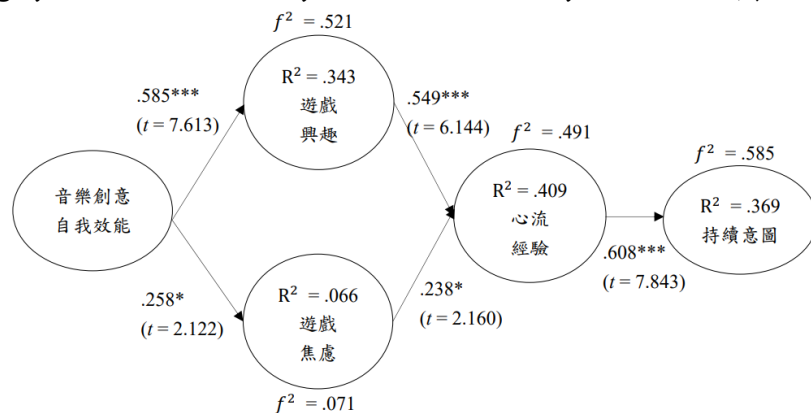 f² = .521
R² = .343
遊戲
興趣
.585***
(t = 7.613)
.549***
(t = 6.144)
音樂創意
自我效能
f² = .491
R² = .409
心流
經驗
f² = .585
R² = .369
持續意圖
.608***
(t = 7.843)
.258*
(t = 2.122)
R² = .066
遊戲
焦慮
.238*
(t = 2.160)
f² = .071